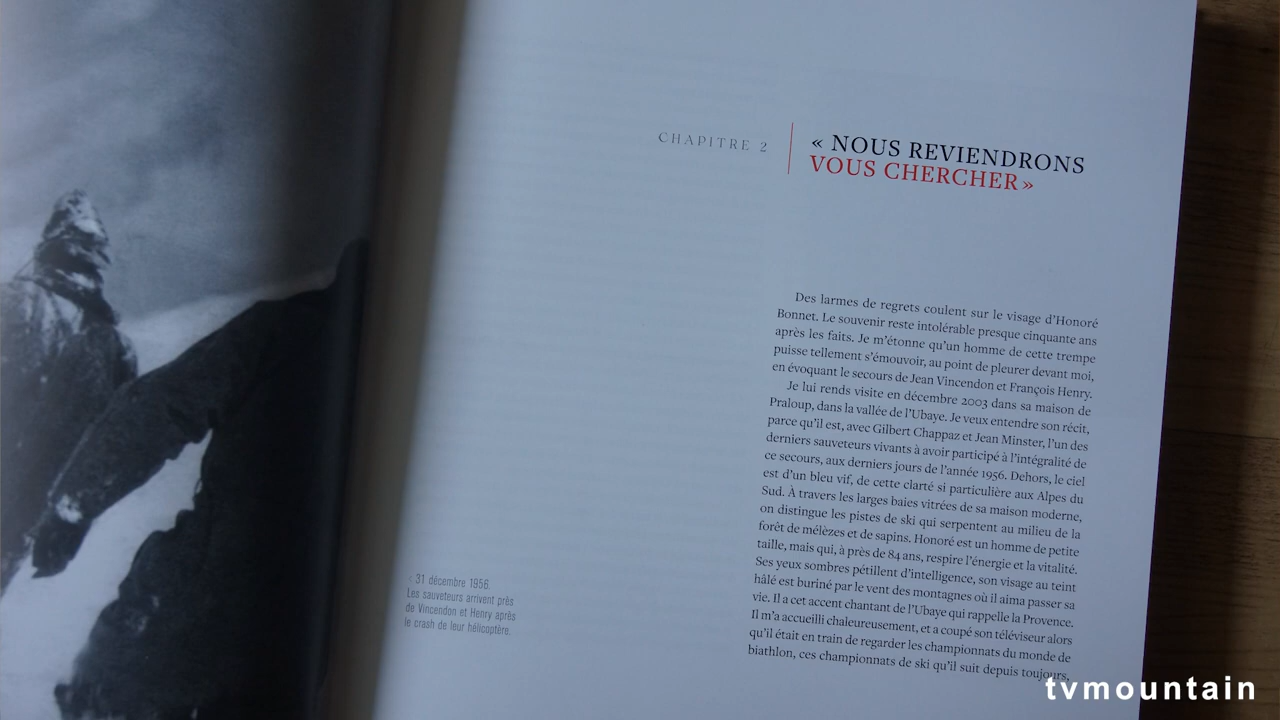 CHAPITRE 2
« NOUS REVIENDRONS
VOUS CHERCHER »
Des larmes de regrets coulent sur le visage d'Honoré
Bonnet. Le souvenir reste intolérable presque cinquante ans
après les faits. Je m'étonne qu'un homme de cette trempe
puisse tellement s'émouvoir, au point de pleurer devant moi,
en évoquant le secours de Jean Vincendon et François Henry.
Je lui rends visite en décembre 2003 dans sa maison de
Praloup, dans la vallée de l'Ubaye. Je veux entendre son récit,
parce qu'il est, avec Gilbert Chappaz et Jean Minster, l'un des
derniers sauveteurs vivants à avoir participé à l'intégralité de
ce secours, aux derniers jours de l'année 1956. Dehors, le ciel
est d'un bleu vif, de cette clarté si particulière aux Alpes du
Sud. À travers les larges baies vitrées de sa maison moderne,
on distingue les pistes de ski qui serpentent au milieu de la
forêt de mélèzes et de sapins. Honoré est un homme de petite
taille, mais qui, à près de 84 ans, respire l'énergie et la vitalité.
Ses yeux sombres pétillent d'intelligence, son visage au teint
hâlé est buriné par le vent des montagnes où il aima passer sa
vie. Il a cet accent chantant de l'Ubaye qui rappelle la Provence.
Il m'a accueilli chaleureusement, et a coupé son téléviseur alors
qu'il était en train de regarder les championnats du monde de
biathlon, ces championnats de ski qu'il suit depuis toujours,
< 31 décembre 1956.
Les sauveteurs arrivent près
de Vincendon et Henry après
le crash de leur hélicoptère.
tvmountain